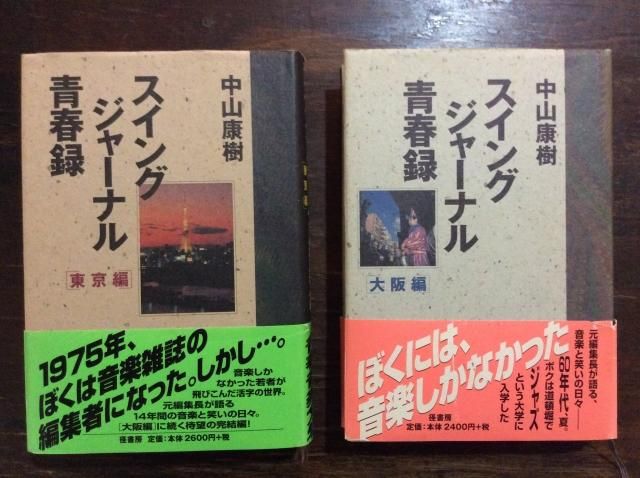 中山康樹
スイング
ジャーナル
青春録
東京編
東京編
1975年、
ぼくは音楽雑誌の
編集者になった。しかし…。
音楽しか
なかった若者が
飛びこんだ活字の世界。
元編集長が語る
14年間の音楽と笑いの日々。
[大阪編]に続く待望の完結編!
径書房 定価:本体2600円+税
中山康樹
スイング
ジャーナル
青春録
大阪編
ぼくには、
音楽しかなかった
元編集長が語る、
音楽と笑いの日々——
60年代、夏。
ボクは道頓堀で
ジャズ
という大学に
入学した
径書房
定価:本体2400円+税